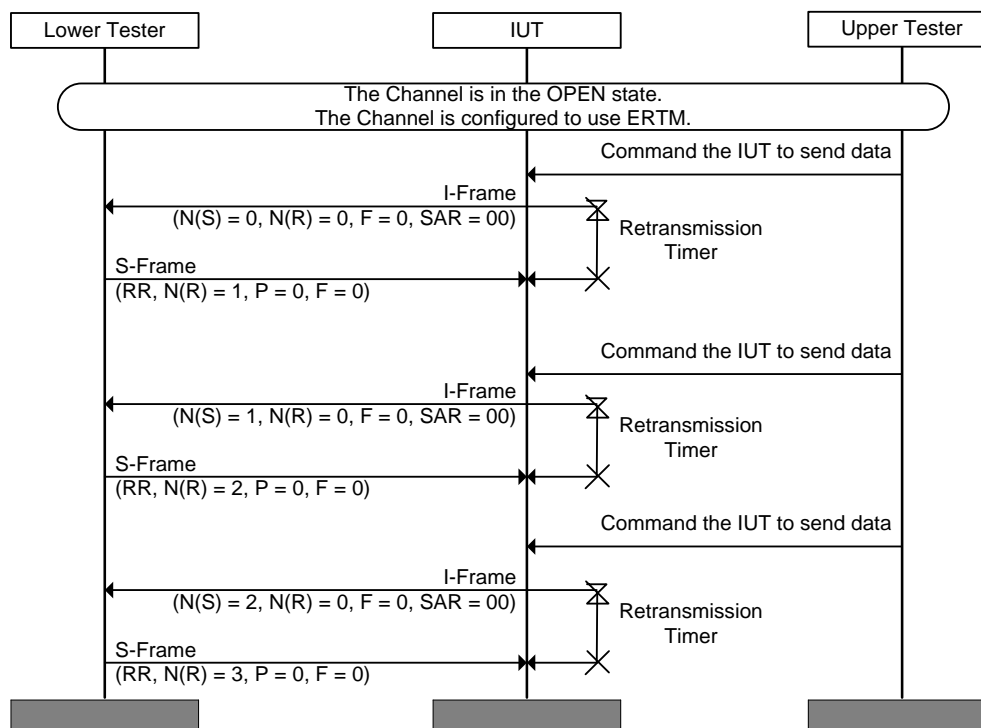 Lower Tester
IUT
Upper Tester
The Channel is in the OPEN state.
The Channel is configured to use ERTM.
Command the IUT to send data
I-Frame
(N(S) = 0, N(R) = 0, F = 0, SAR = 00)
Retransmission
Timer
S-Frame
(RR, N(R) = 1, P = 0, F = 0)
Command the IUT to send data
I-Frame
(N(S) = 1, N(R) = 0, F = 0, SAR = 00)
Retransmission
Timer
S-Frame
(RR, N(R) = 2, P = 0, F = 0)
Command the IUT to send data
I-Frame
(N(S) = 2, N(R) = 0, F = 0, SAR = 00)
Retransmission
Timer
S-Frame
(RR, N(R) = 3, P = 0, F = 0)